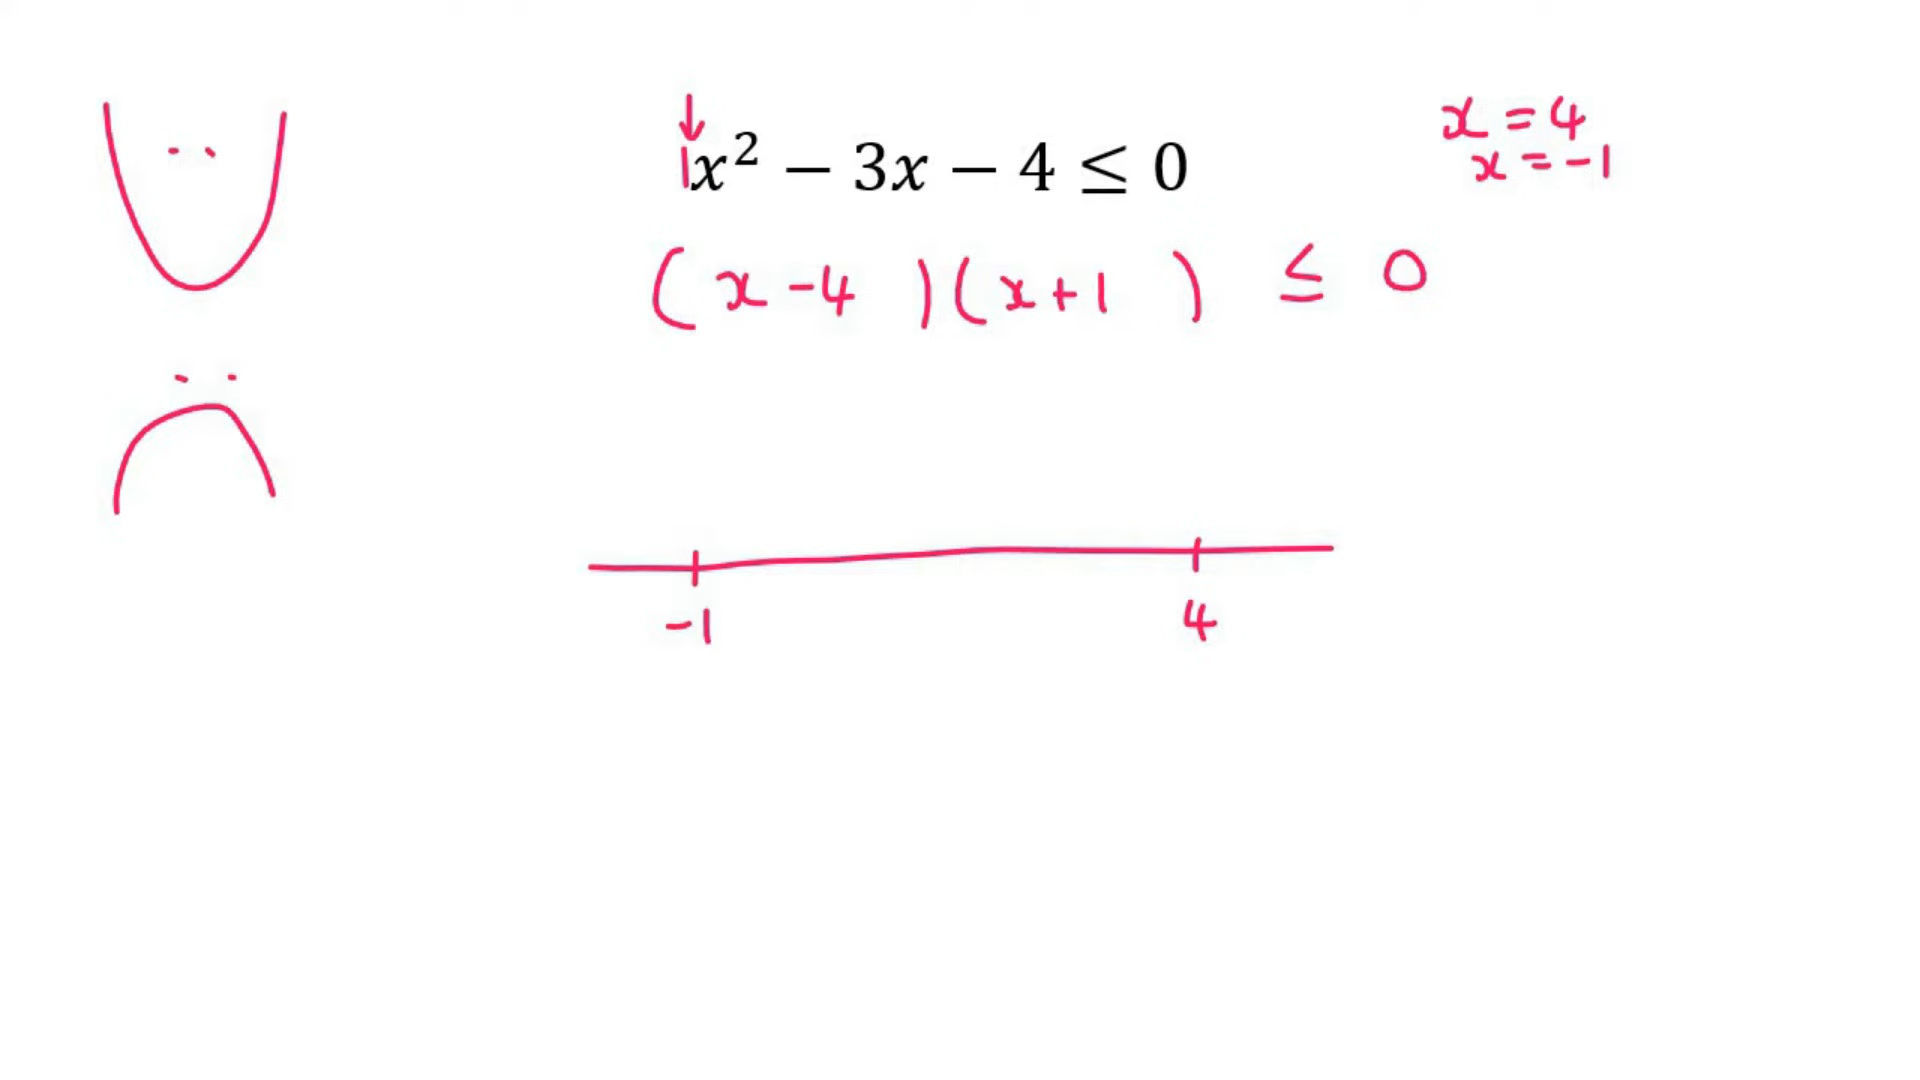 1x² − 3x − 4 ≤ 0
x = 4
x = -1
(x - 4)(x + 1) ≤ 0
-1 4